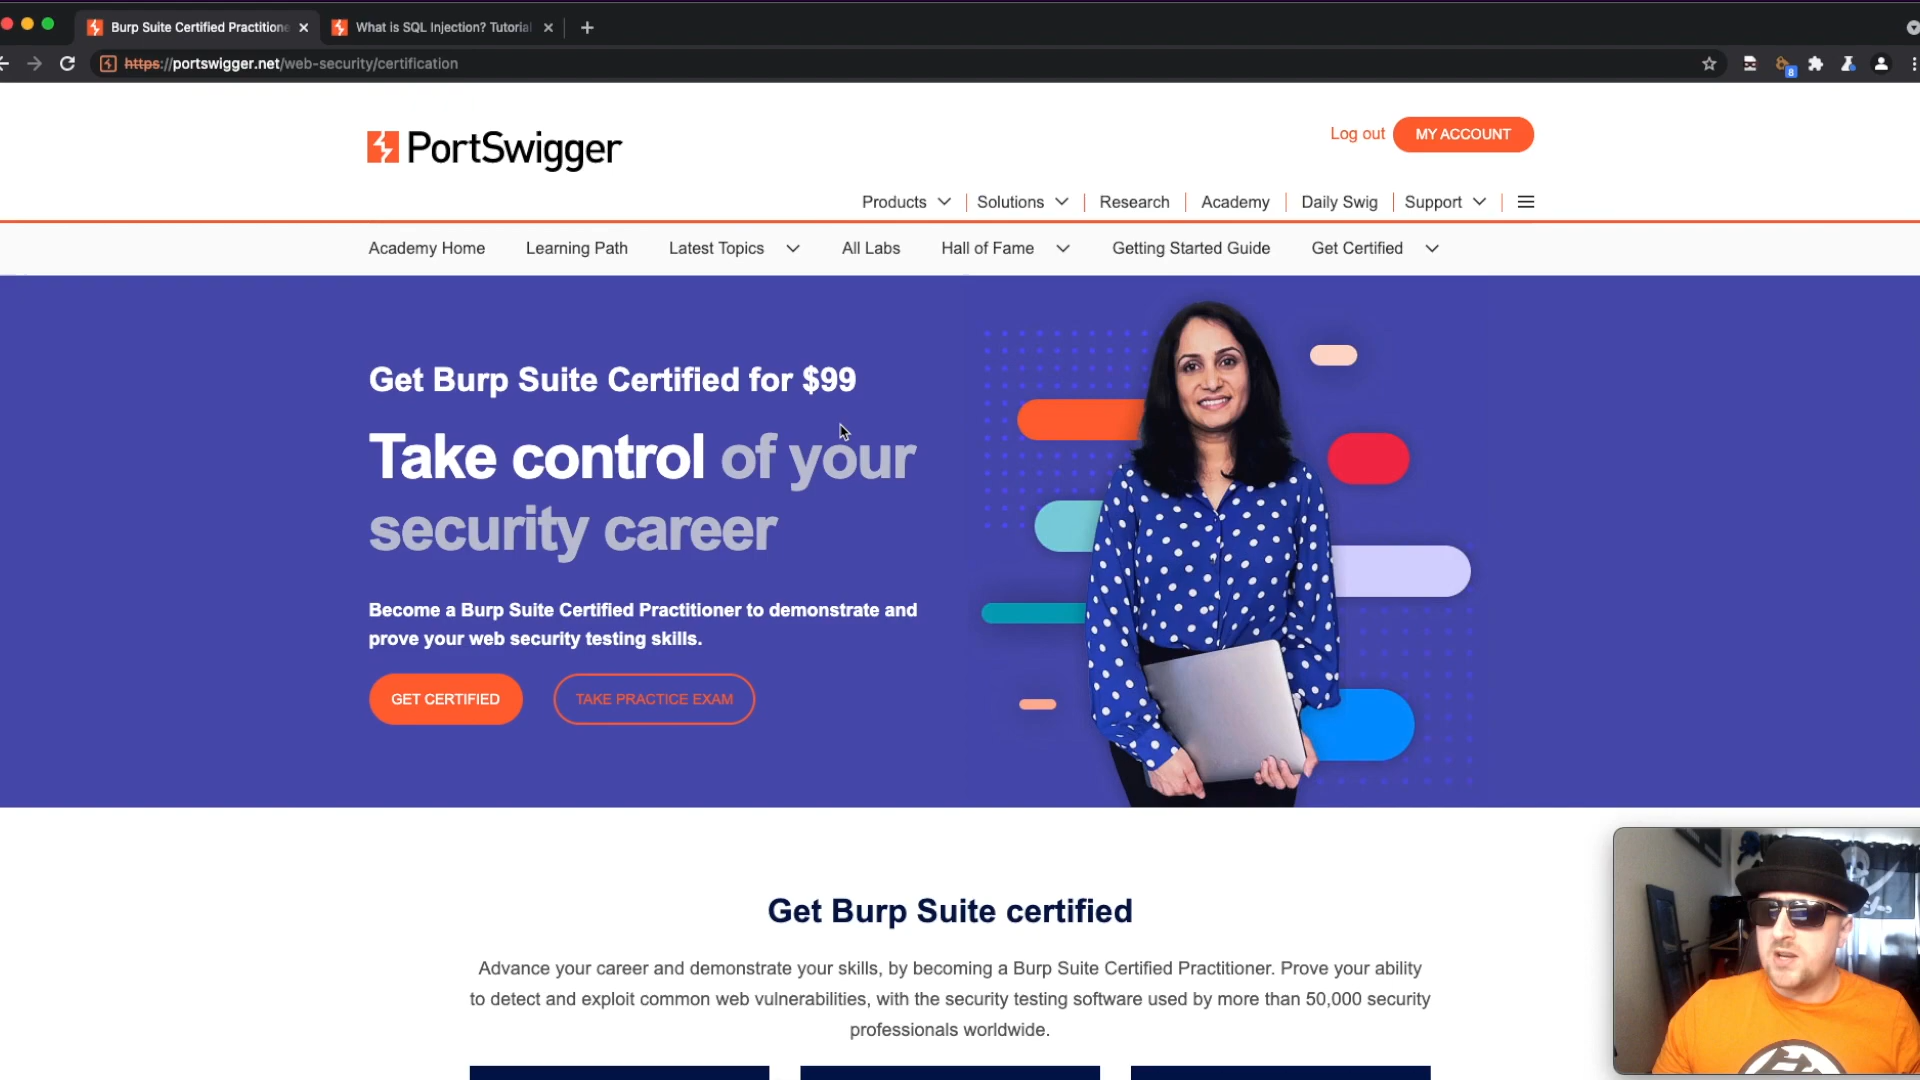 Burp Suite Certified Practitione
What is SQL Injection? Tutorial
https://portswigger.net/web-security/certification
8
PortSwigger
Log out
MY ACCOUNT
Products
Solutions
Research
Academy
Daily Swig
Support
Academy Home
Learning Path
Latest Topics
All Labs
Hall of Fame
Getting Started Guide
Get Certified
Get Burp Suite Certified for $99
Take control of your
security career
Become a Burp Suite Certified Practitioner to demonstrate and
prove your web security testing skills.
GET CERTIFIED
TAKE PRACTICE EXAM
Get Burp Suite certified
Advance your career and demonstrate your skills, by becoming a Burp Suite Certified Practitioner. Prove your ability
to detect and exploit common web vulnerabilities, with the security testing software used by more than 50,000 security
professionals worldwide.